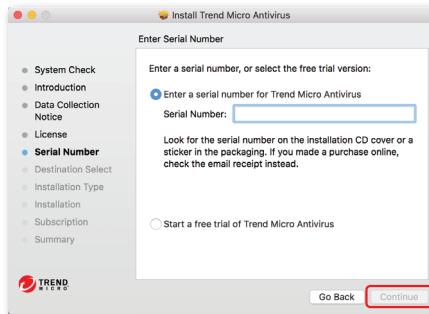 Install Trend Micro Antivirus
Enter Serial Number
System Check
Introduction
Data Collection
Notice
License
Serial Number
Destination Select
Installation Type
Installation
Subscription
Summary
Enter a serial number, or select the free trial version:
Enter a serial number for Trend Micro Antivirus
Serial Number:
Look for the serial number on the installation CD cover or a
sticker in the packaging. If you made a purchase online,
check the email receipt instead.
Start a free trial of Trend Micro Antivirus
TREND
MICRO
Go Back
Continue